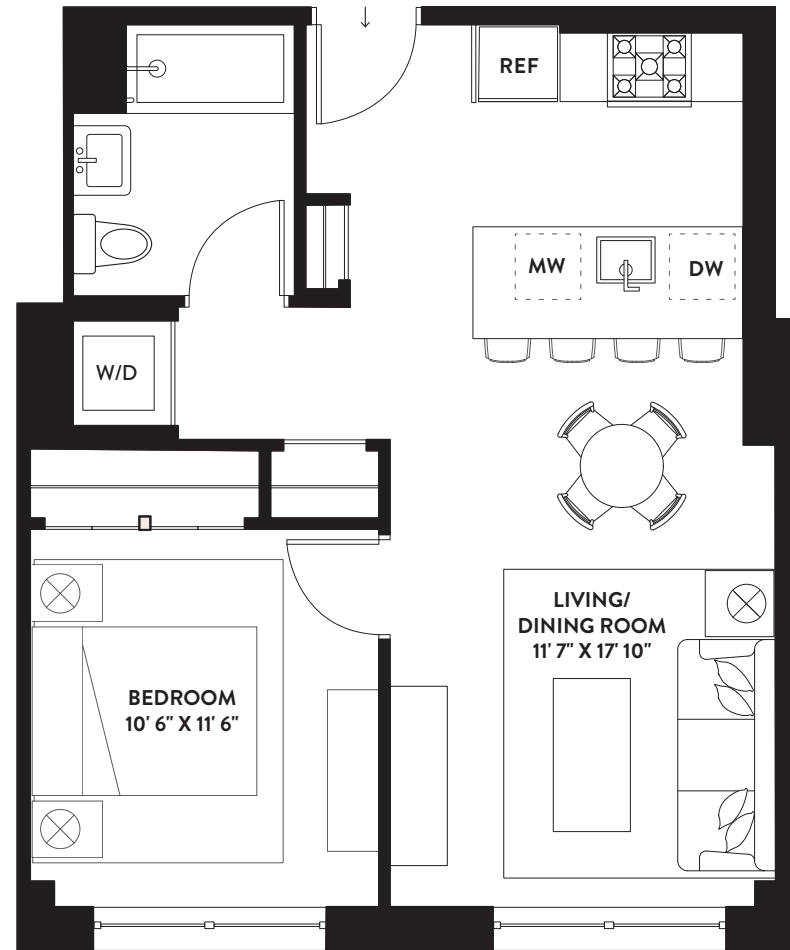 REF
MW
DW
W/D
LIVING/
DINING ROOM
11' 7" X 17' 10"
BEDROOM
10' 6" X 11' 6"